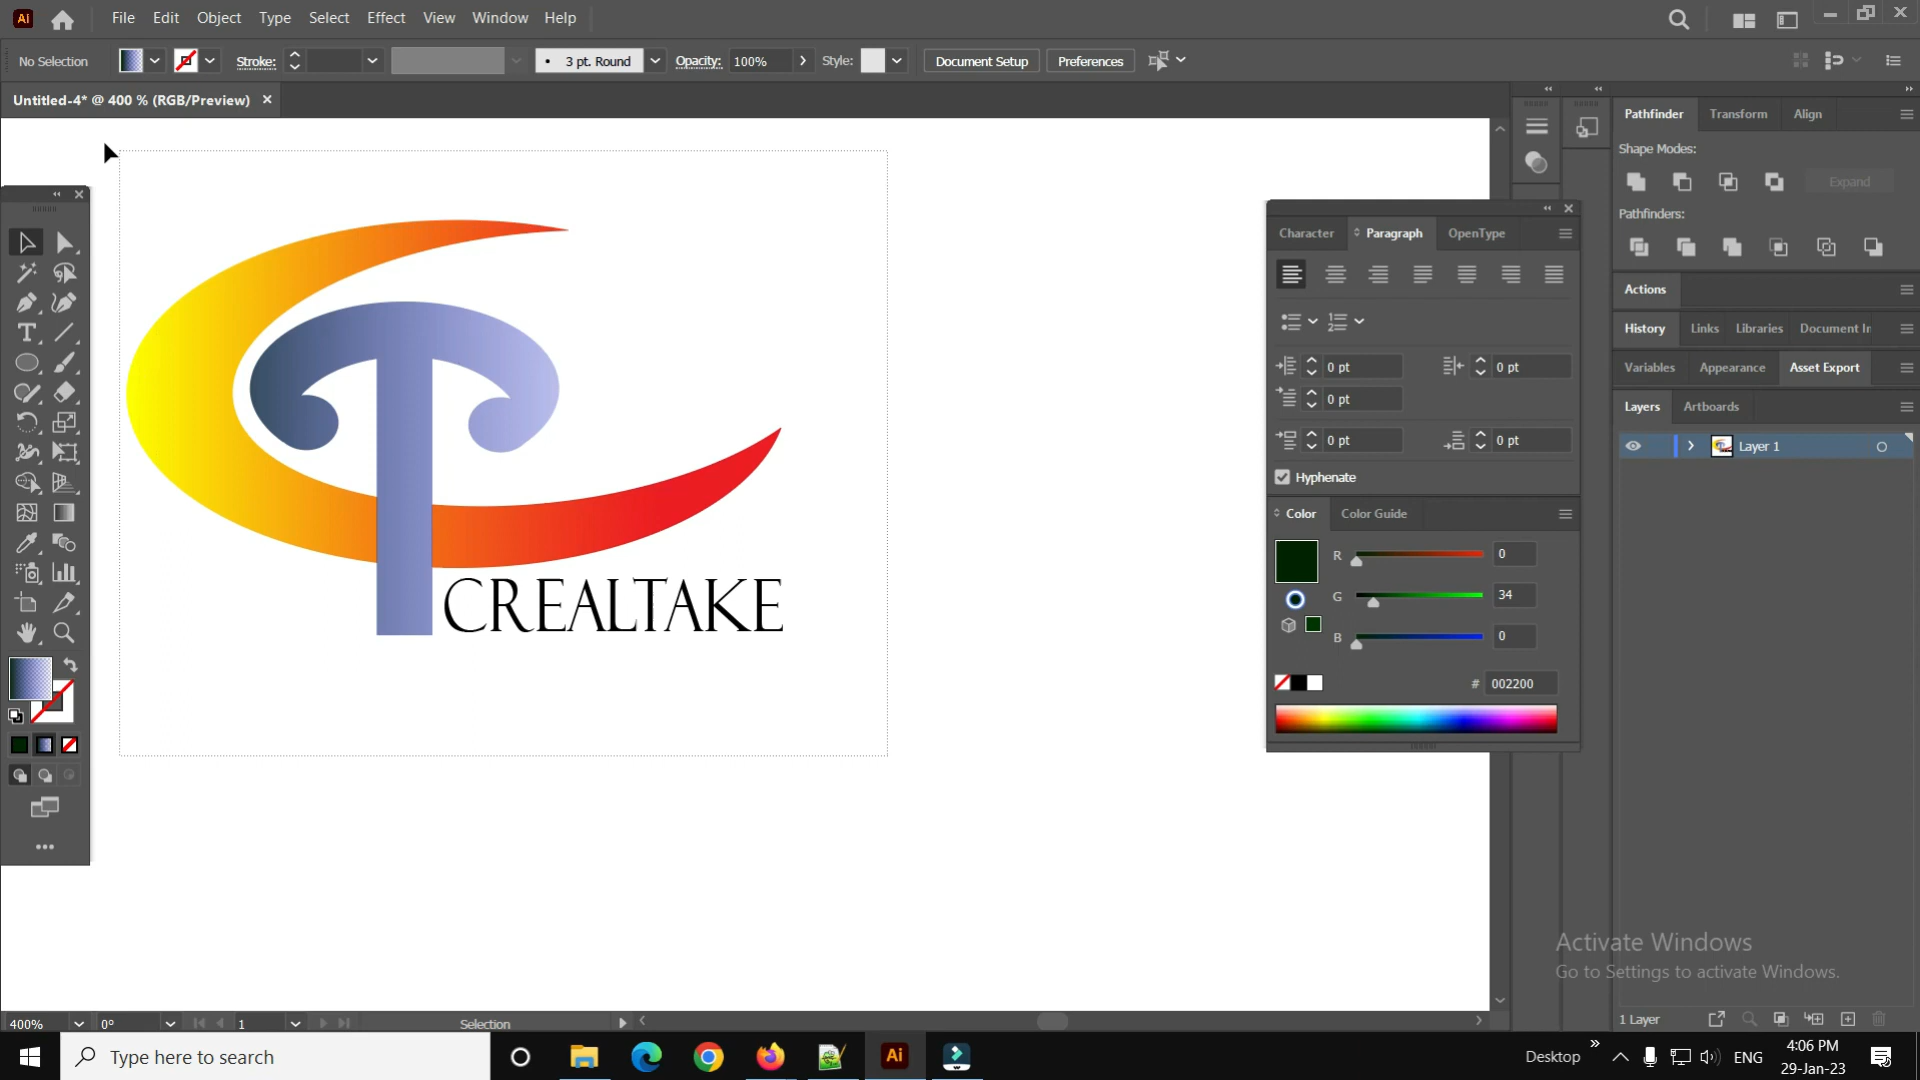 File Edit Object Type Select Effect View Window Help
No Selection Stroke: 3 pt. Round Opacity: 100% Style: Document Setup Preferences
Untitled-4* @ 400 % (RGB/Preview)
Pathfinder Transform Align
Shape Modes:
Expand
Pathfinders:
Character Paragraph OpenType
Actions
History Links Libraries Document In
0 pt 0 pt
Variables Appearance Asset Export
0 pt
Layers Artboards
0 pt 0 pt
Layer 1
Hyphenate
Color Color Guide
R 0
G 34
B 0
# 002200
CREALTAKE
Activate Windows
Go to Settings to activate Windows.
400% 0° 1 Selection
1 Layer
Type here to search
Ai
Desktop ENG 4:06 PM
29-Jan-23